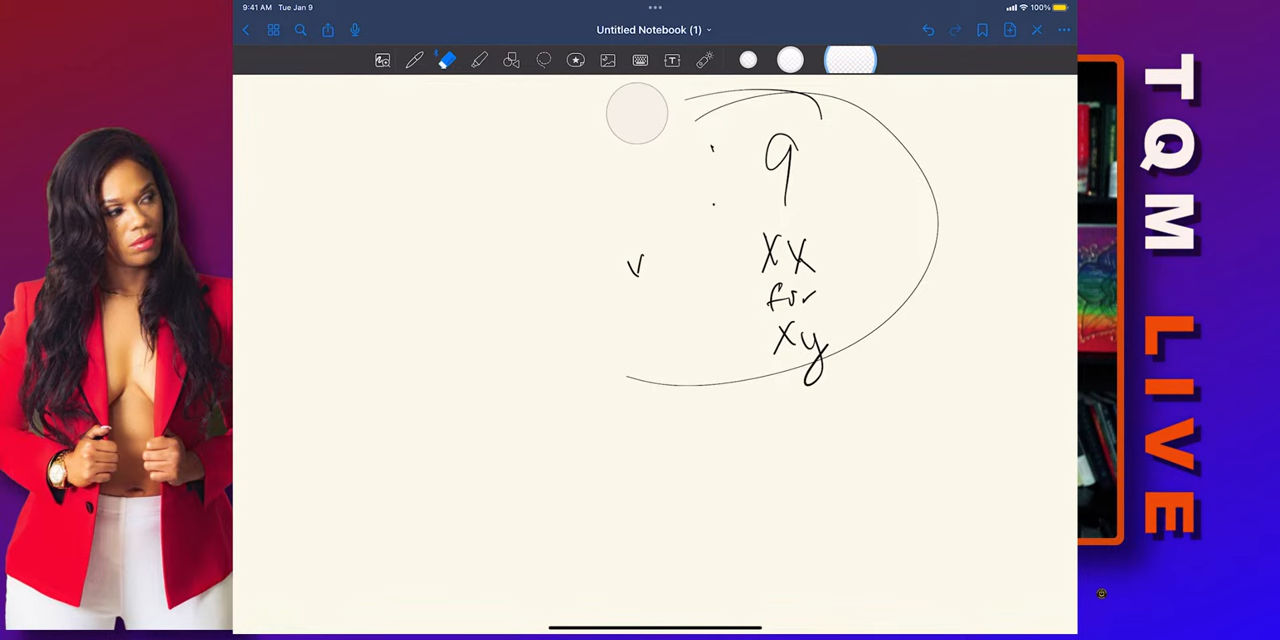 9:41 AM Tue Jan 9
100%
Untitled Notebook (1)
T
9
XX
for
Xy
v
TQM LIVE